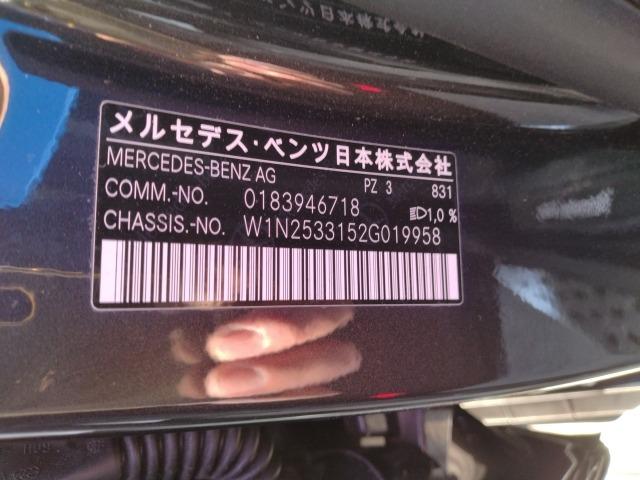 メルセデス・ベンツ日本株式会社
MERCEDES-BENZ AG PZ 3 831
COMM.-NO. 0183946718 1,0 %
CHASSIS.-NO. W1N2533152G019958